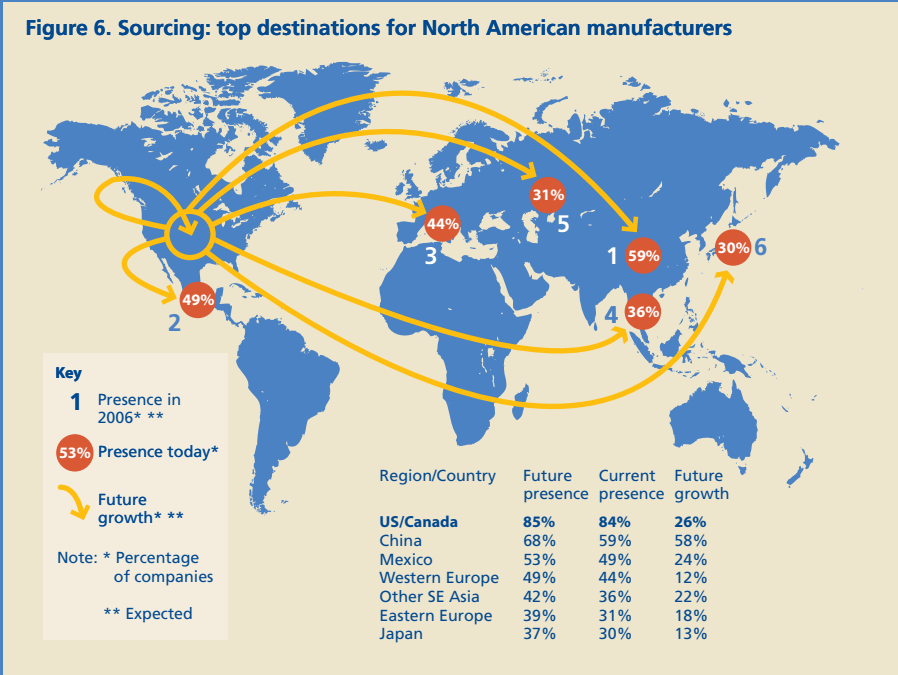 Figure 6. Sourcing: top destinations for North American manufacturers
31%
5
44%
3
1
59%
30%
6
49%
2
4
36%
Key
1 Presence in
2006* **
53% Presence today*
Future
growth* **
Note: * Percentage
of companies
** Expected
Region/Country Future Current Future
presence presence growth
US/Canada 85% 84% 26%
China 68% 59% 58%
Mexico 53% 49% 24%
Western Europe 49% 44% 12%
Other SE Asia 42% 36% 22%
Eastern Europe 39% 31% 18%
Japan 37% 30% 13%